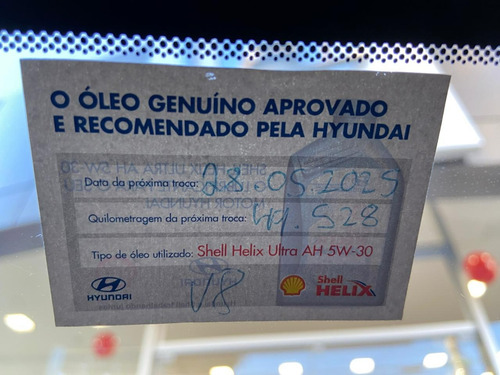 O ÓLEO GENUÍNO APROVADO
E RECOMENDADO PELA HYUNDAI
Data da próxima troca: 28.05.2025
Quilometragem da próxima troca: 49.528
Tipo de óleo utilizado: Shell Helix Ultra AH 5W-30
HYUNDAI
Shell
HELIX
V8